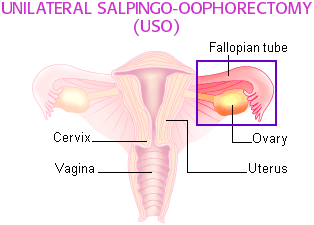 UNILATERAL SALPINGO-OOPHORECTOMY
(USO)
Fallopian tube
Cervix
Ovary
Vagina
Uterus